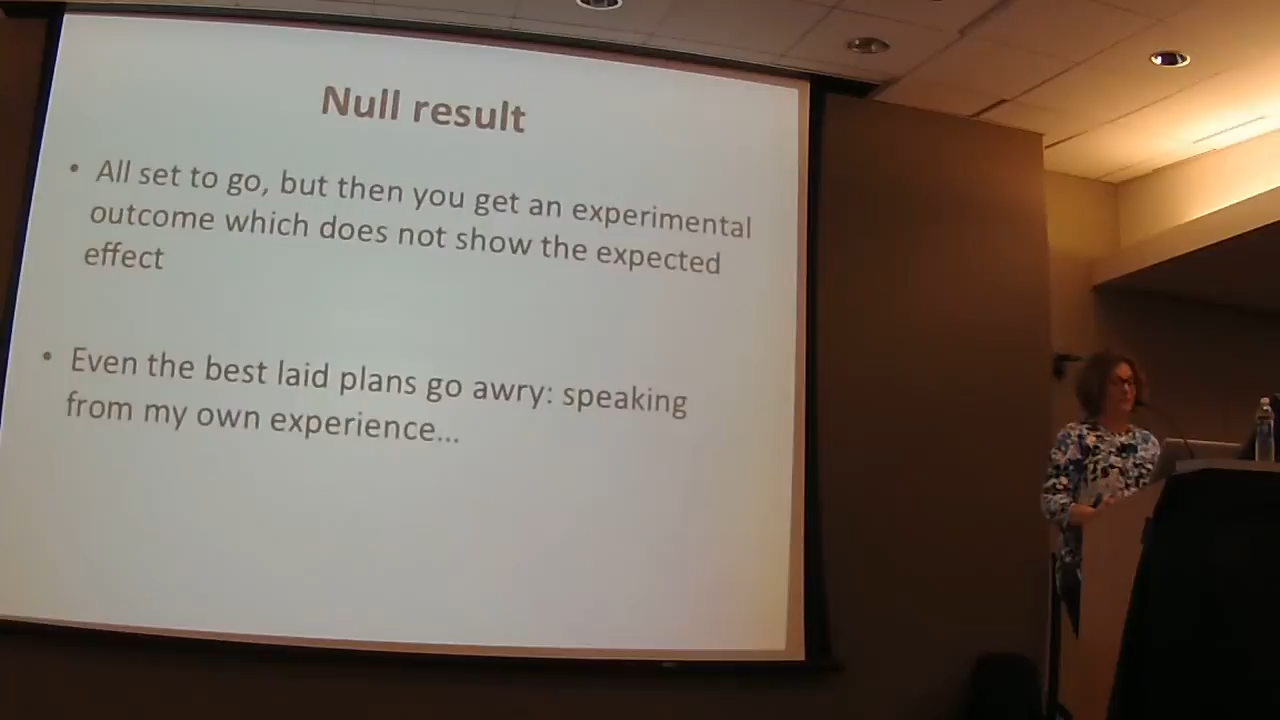 Null result
• All set to go, but then you get an experimental
outcome which does not show the expected
effect
• Even the best laid plans go awry: speaking
from my own experience...